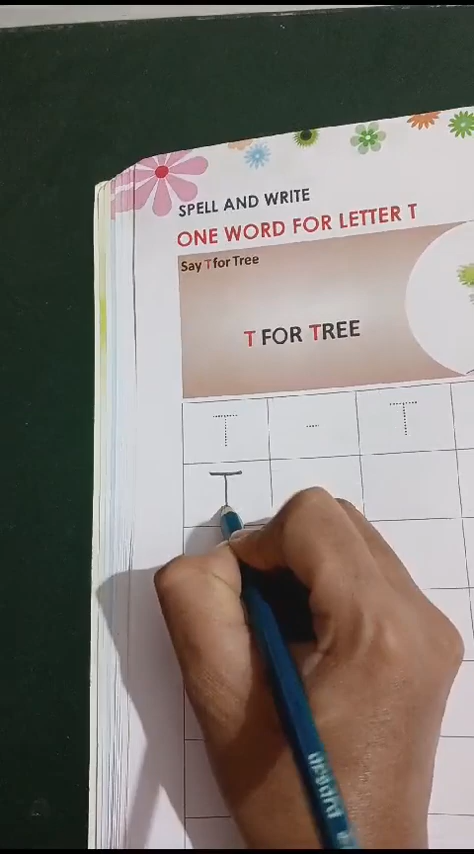 SPELL AND WRITE
ONE WORD FOR LETTER T
Say T for Tree
T FOR TREE
T - T
T